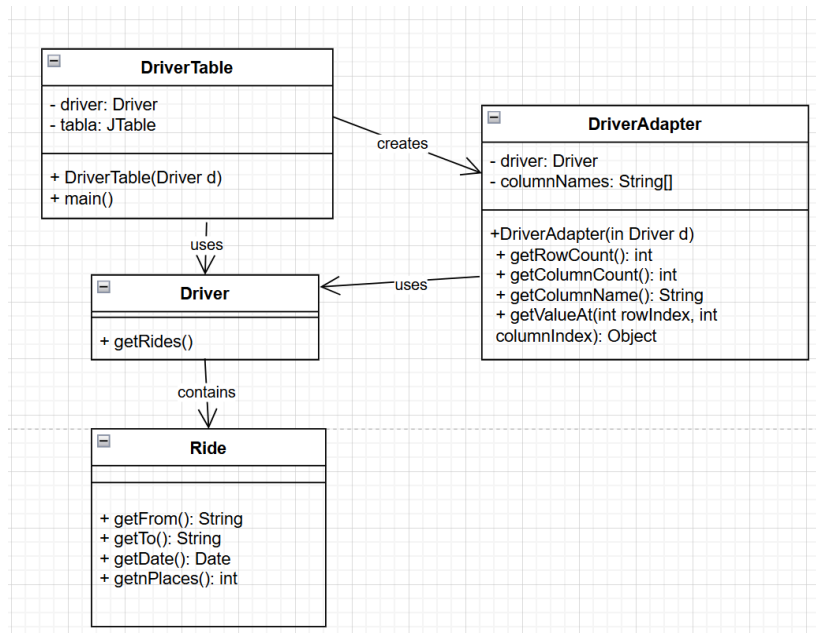 DriverTable
- driver: Driver
- tabla: JTable
+ DriverTable(Driver d)
+ main()
creates
DriverAdapter
- driver: Driver
- columnNames: String[]
+DriverAdapter(in Driver d)
+ getRowCount(): int
+ getColumnCount(): int
+ getColumnName(): String
+ getValueAt(int rowIndex, int
columnIndex): Object
uses
uses
Driver
+ getRides()
contains
Ride
+ getFrom(): String
+ getTo(): String
+ getDate(): Date
+ getnPlaces(): int